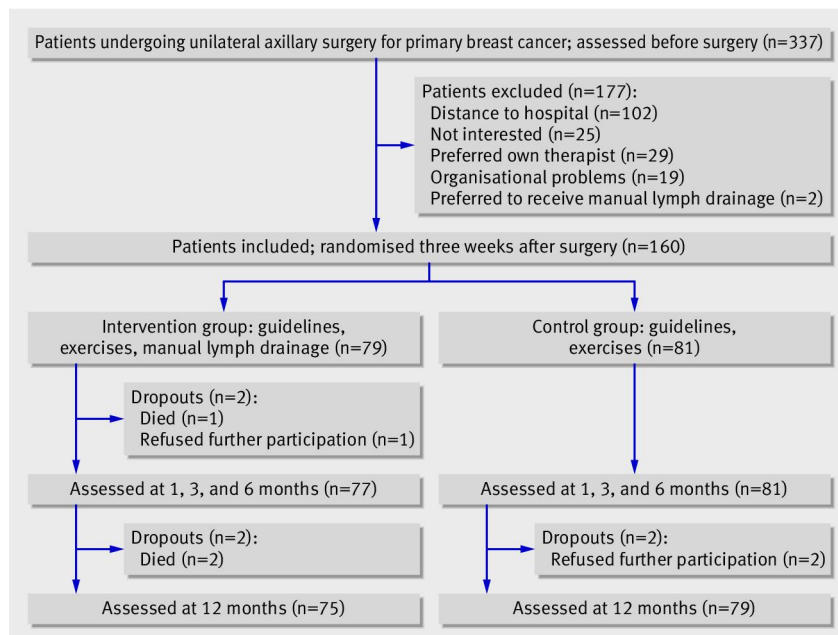 Patients undergoing unilateral axillary surgery for primary breast cancer; assessed before surgery (n=337)
Patients excluded (n=177):
Distance to hospital (n=102)
Not interested (n=25)
Preferred own therapist (n=29)
Organisational problems (n=19)
Preferred to receive manual lymph drainage (n=2)
Patients included; randomised three weeks after surgery (n=160)
Intervention group: guidelines,
exercises, manual lymph drainage (n=79)
Control group: guidelines,
exercises (n=81)
Dropouts (n=2):
Died (n=1)
Refused further participation (n=1)
Assessed at 1, 3, and 6 months (n=77)
Assessed at 1, 3, and 6 months (n=81)
Dropouts (n=2):
Died (n=2)
Dropouts (n=2):
Refused further participation (n=2)
Assessed at 12 months (n=75)
Assessed at 12 months (n=79)